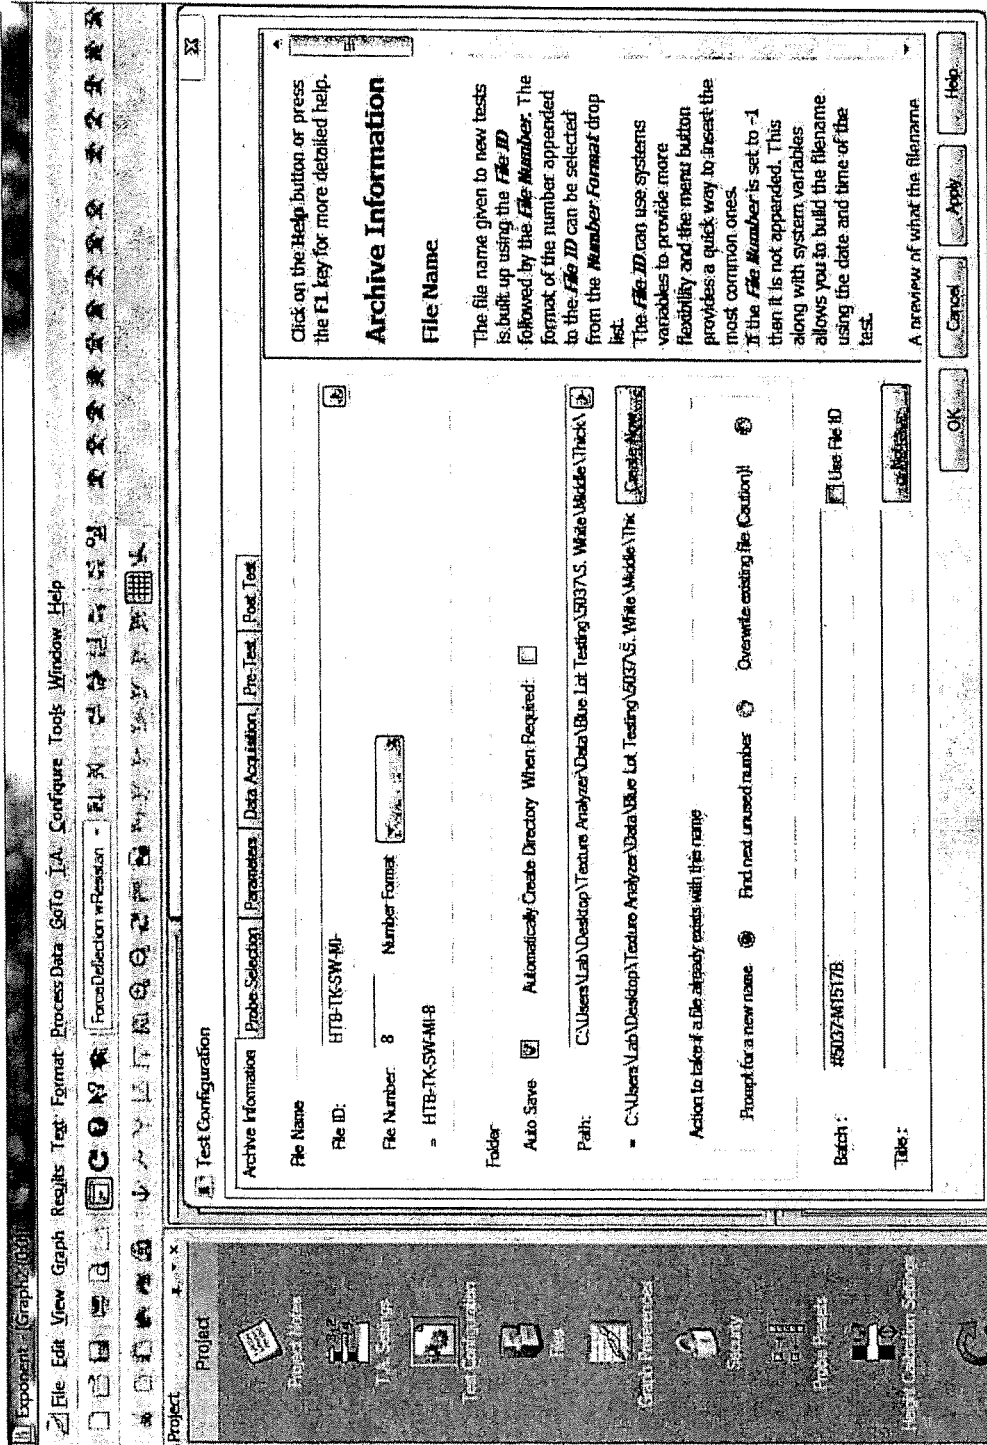 Exponent - [Graph2 (0:0)]
File Edit View Graph Results Text Format Process Data GoTo T.A. Configure Tools Window Help
ForceDeflection wResistan
Project
Project
Project Notes
T.A. Settings
Test Configuration
Files
Graph Preferences
Security
Probe Presets
Height Calibration Settings
Test Configuration
Archive Information Probe Selection Parameters Data Acquisition Pre-Test Post Test
File Name
File ID: HTB-TK-SW-MI-
File Number: 8 Number Format
= HTB-TK-SW-MI-8
Folder
Auto Save Automatically Create Directory When Required:
Path: C:\Users\Lab\Desktop\Texture Analyzer\Data\Blue Lot Testing\5037\S. White\Middle\Thick\
= C:\Users\Lab\Desktop\Texture Analyzer\Data\Blue Lot Testing\5037\S. White\Middle\Thic Create Now
Action to take if a file already exists with this name
Prompt for a new name Find next unused number Overwrite existing file (Caution)!
Batch : #5037-M1517B Use File ID
Title : Notes
Click on the Help button or press
the F1 key for more detailed help.
Archive Information
File Name
The file name given to new tests
is built up using the File ID
followed by the File Number. The
format of the number appended
to the File ID can be selected
from the Number Format drop
list.
The File ID can use systems
variables to provide more
flexibility and the menu button
provides a quick way to insert the
most common ones.
If the File Number is set to -1
then it is not appended. This
along with system variables
allows you to build the filename
using the date and time of the
test.
A preview of what the filename
OK Cancel Apply Help